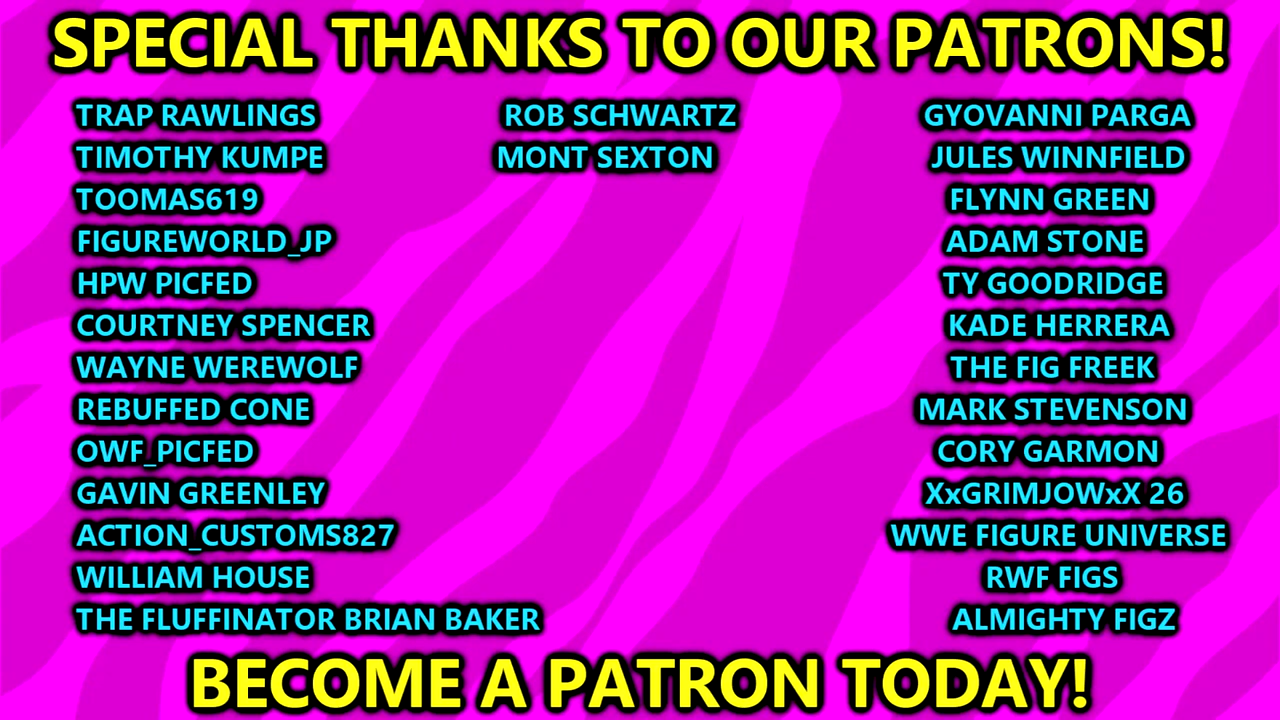 SPECIAL THANKS TO OUR PATRONS!
TRAP RAWLINGS
TIMOTHY KUMPE
TOOMAS619
FIGUREWORLD_JP
HPW PICFED
COURTNEY SPENCER
WAYNE WEREWOLF
REBUFFED CONE
OWF_PICFED
GAVIN GREENLEY
ACTION_CUSTOMS827
WILLIAM HOUSE
THE FLUFFINATOR BRIAN BAKER
ROB SCHWARTZ
MONT SEXTON
GYOVANNI PARGA
JULES WINNFIELD
FLYNN GREEN
ADAM STONE
TY GOODRIDGE
KADE HERRERA
THE FIG FREEK
MARK STEVENSON
CORY GARMON
XxGRIMJOWxX 26
WWE FIGURE UNIVERSE
RWF FIGS
ALMIGHTY FIGZ
BECOME A PATRON TODAY!